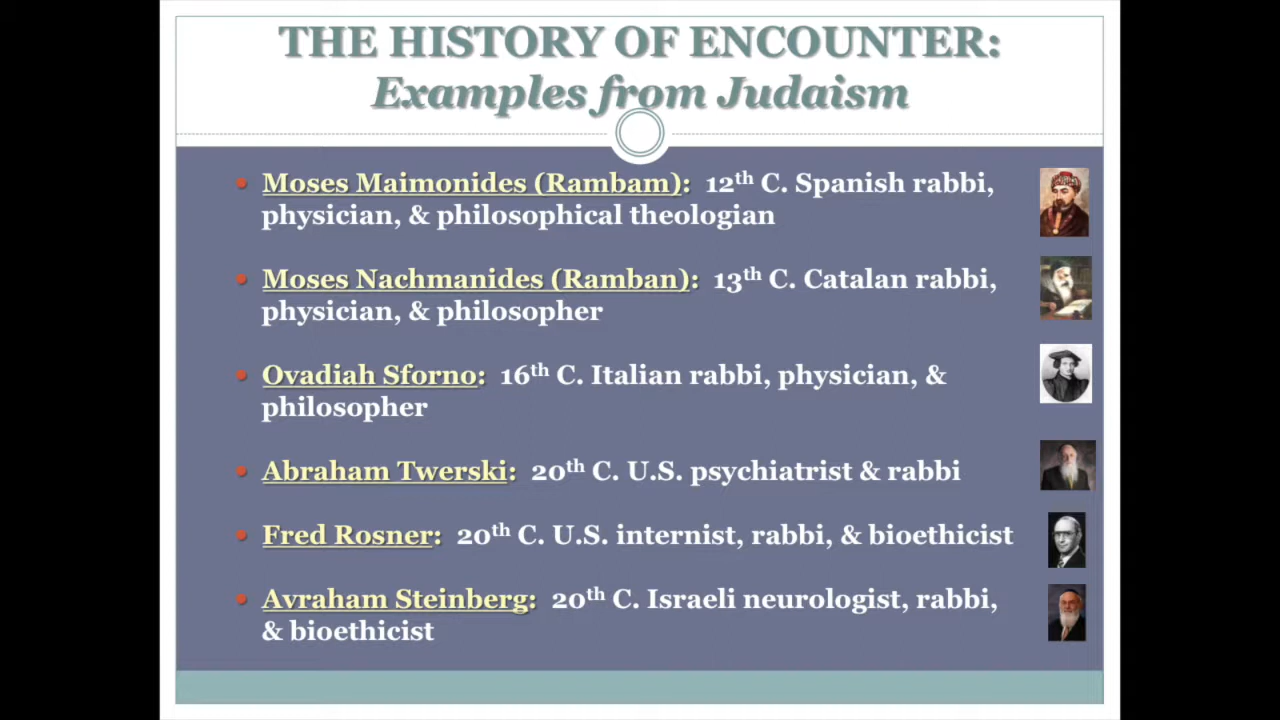 THE HISTORY OF ENCOUNTER:
Examples from Judaism
• Moses Maimonides (Rambam): 12th C. Spanish rabbi,
physician, & philosophical theologian
• Moses Nachmanides (Ramban): 13th C. Catalan rabbi,
physician, & philosopher
• Ovadiah Sforno: 16th C. Italian rabbi, physician, &
philosopher
• Abraham Twerski: 20th C. U.S. psychiatrist & rabbi
• Fred Rosner: 20th C. U.S. internist, rabbi, & bioethicist
• Avraham Steinberg: 20th C. Israeli neurologist, rabbi,
& bioethicist